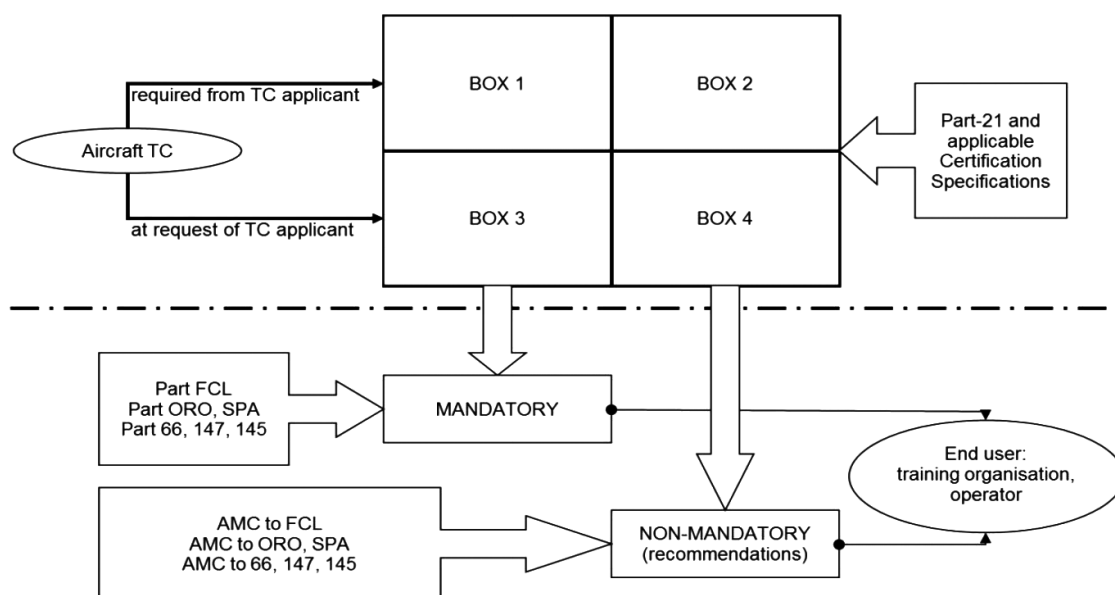 BOX 1
BOX 2
required from TC applicant
Aircraft TC
Part-21 and
applicable
Certification
Specifications
BOX 3
BOX 4
at request of TC applicant
Part FCL
Part ORO, SPA
Part 66, 147, 145
MANDATORY
End user:
training organisation,
operator
AMC to FCL
AMC to ORO, SPA
AMC to 66, 147, 145
NON-MANDATORY
(recommendations)